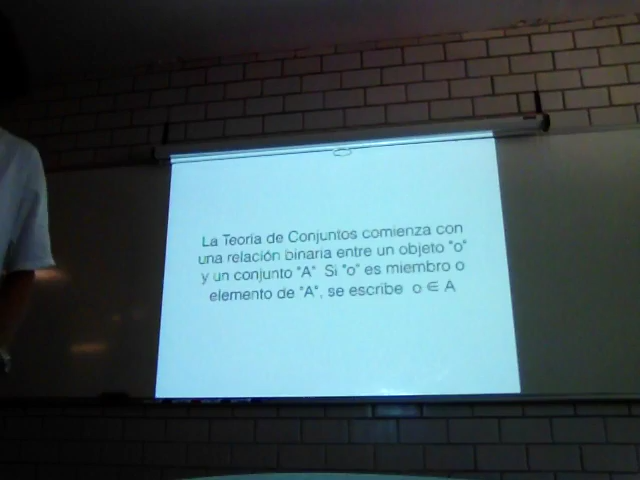 La Teoría de Conjuntos comienza con
una relación binaria entre un objeto "o"
y un conjunto "A" Si "o" es miembro o
elemento de "A", se escribe o ∈ A